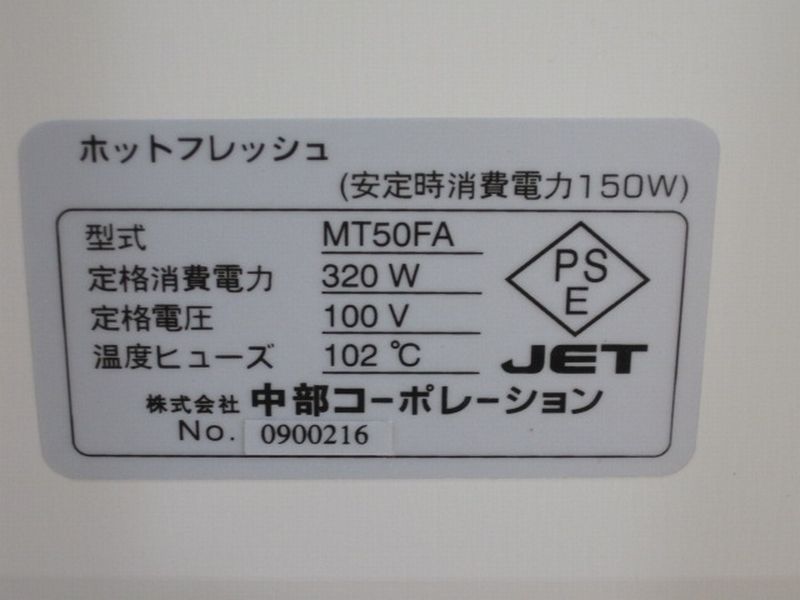 ホットフレッシュ
(安定時消費電力150W)
型式 MT50FA
定格消費電力 320 W
定格電圧 100 V
温度ヒューズ 102 ℃
PS
E
JET
株式会社 中部コーポレーション
No. 0900216